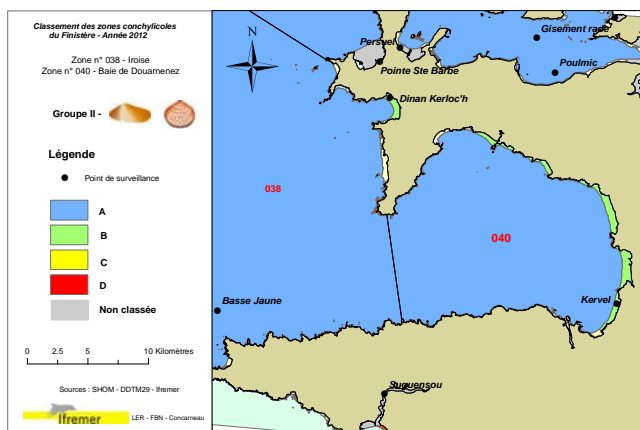 Classement des zones conchylicoles
du Finistère - Année 2012
Zone n° 038 - Iroise
Zone n° 040 - Baie de Douarnenez
Groupe II -
Légende
Point de surveillance
A
B
C
D
Non classée
0 2.5 5 10 Kilomètres
Sources : SHOM - DDTM29 - Ifremer
Ifremer
LER - FBN - Concarneau
N
Persuel
Gisement rade
Pointe Ste Barbe
Poulmic
Dinan Kerloc'h
038
040
Basse Jaune
Kervel
Suguensou